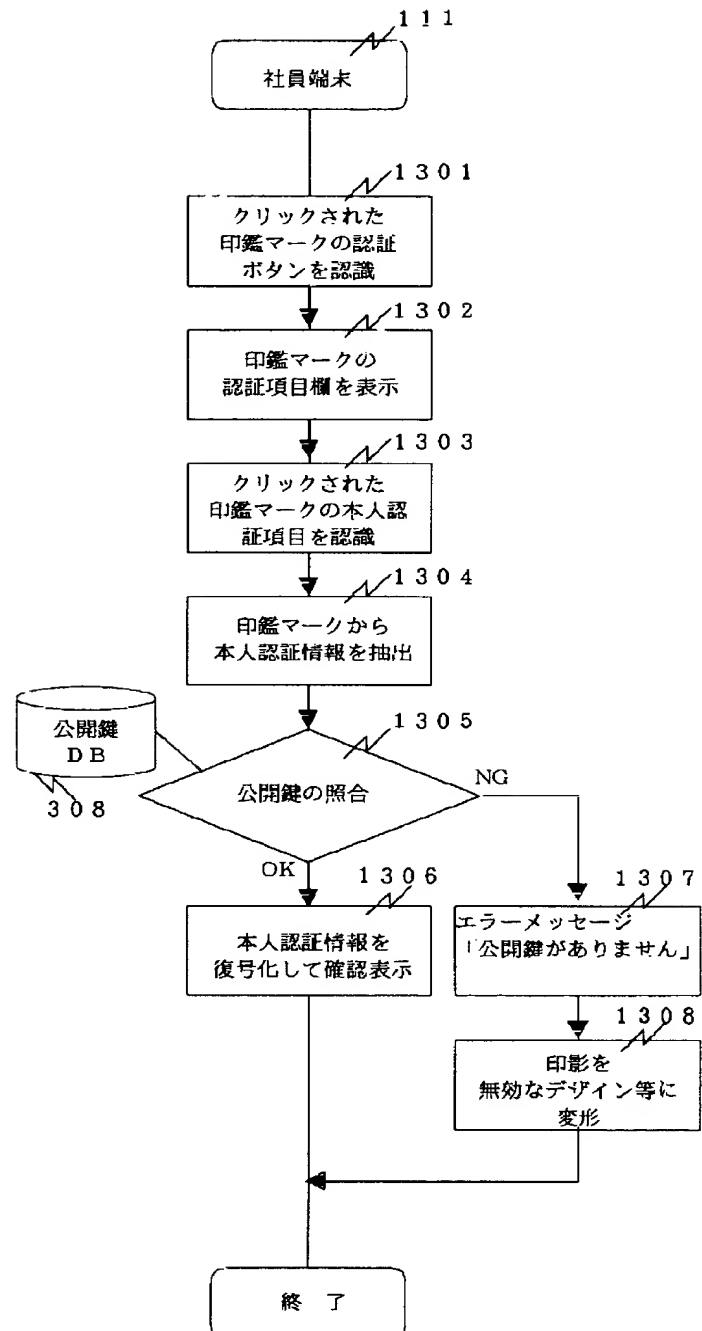 111
社員端末
1301
クリックされた
印鑑マークの認証
ボタンを認識
1302
印鑑マークの
認証項目欄を表示
1303
クリックされた
印鑑マークの本人認
証項目を認識
1304
印鑑マークから
本人認証情報を抽出
公開鍵
DB
308
1305
公開鍵の照合
NG
OK
1306
本人認証情報を
復号化して確認表示
1307
エラーメッセージ
「公開鍵がありません」
1308
印影を
無効なデザイン等に
変形
終 了